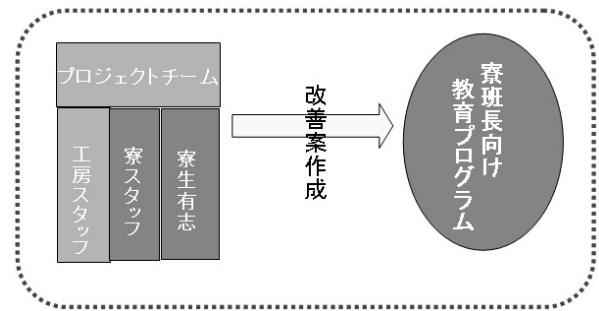 プロジェクトチーム
工房スタッフ
寮スタッフ
寮生有志
改善案作成
寮班長向け
教育プログラム